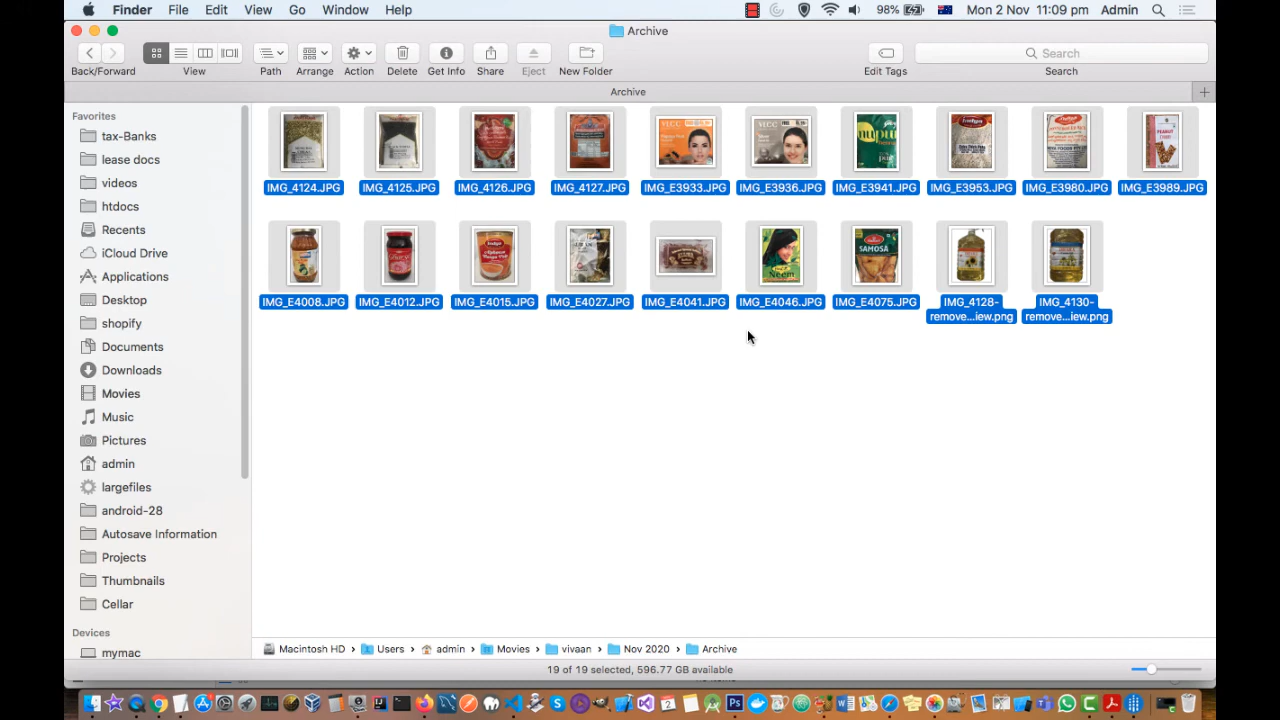 Finder File Edit View Go Window Help 98% Mon 2 Nov 11:09 pm Admin
Archive
Search
Back/Forward View Path Arrange Action Delete Get Info Share Eject New Folder Edit Tags Search
Archive
Favorites
tax-Banks
lease docs
videos
htdocs
Recents
iCloud Drive
Applications
Desktop
shopify
Documents
Downloads
Movies
Music
Pictures
admin
largefiles
android-28
Autosave Information
Projects
Thumbnails
Cellar
Devices
mymac
IMG_4124.JPG IMG_4125.JPG IMG_4126.JPG IMG_4127.JPG IMG_E3933.JPG IMG_E3936.JPG IMG_E3941.JPG IMG_E3953.JPG IMG_E3980.JPG IMG_E3989.JPG
VLCC
PEANUT
IMG_E4008.JPG IMG_E4012.JPG IMG_E4015.JPG IMG_E4027.JPG IMG_E4041.JPG IMG_E4046.JPG IMG_E4075.JPG IMG_4128-remove...iew.png IMG_4130-remove...iew.png
Neem
SAMOSA
Macintosh HD › Users › admin › Movies › vivaan › Nov 2020 › Archive
19 of 19 selected, 596.77 GB available